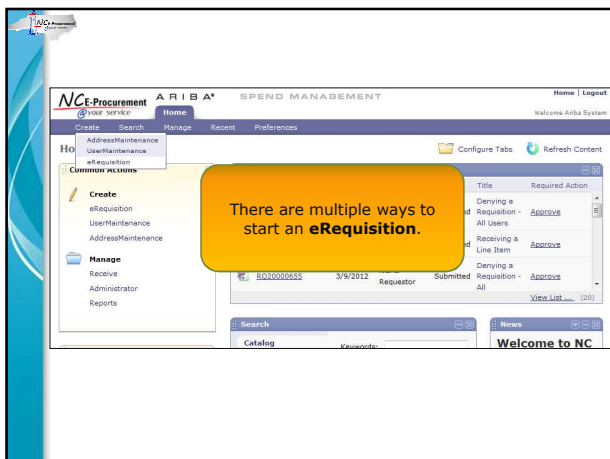 NC E-Procurement
@ your service
ARIBA® SPEND MANAGEMENT
Home | Logout
Home
Welcome Ariba System
Create Search Manage Recent Preferences
AddressMaintenance
UserMaintenance
eRequisition
Ho
Configure Tabs
Refresh Content
Common Actions
Create
eRequisition
UserMaintenance
AddressMaintenance
Manage
Receive
Administrator
Reports
There are multiple ways to
start an eRequisition.
Title Required Action
Denying a
Requisition - Approve
All Users
Receiving a
Line Item Approve
RQ20000655 3/9/2012 Requestor Submitted
Denying a
Requisition - Approve
All
View List ... (20)
Search
Catalog
Keywords:
News
Welcome to NC